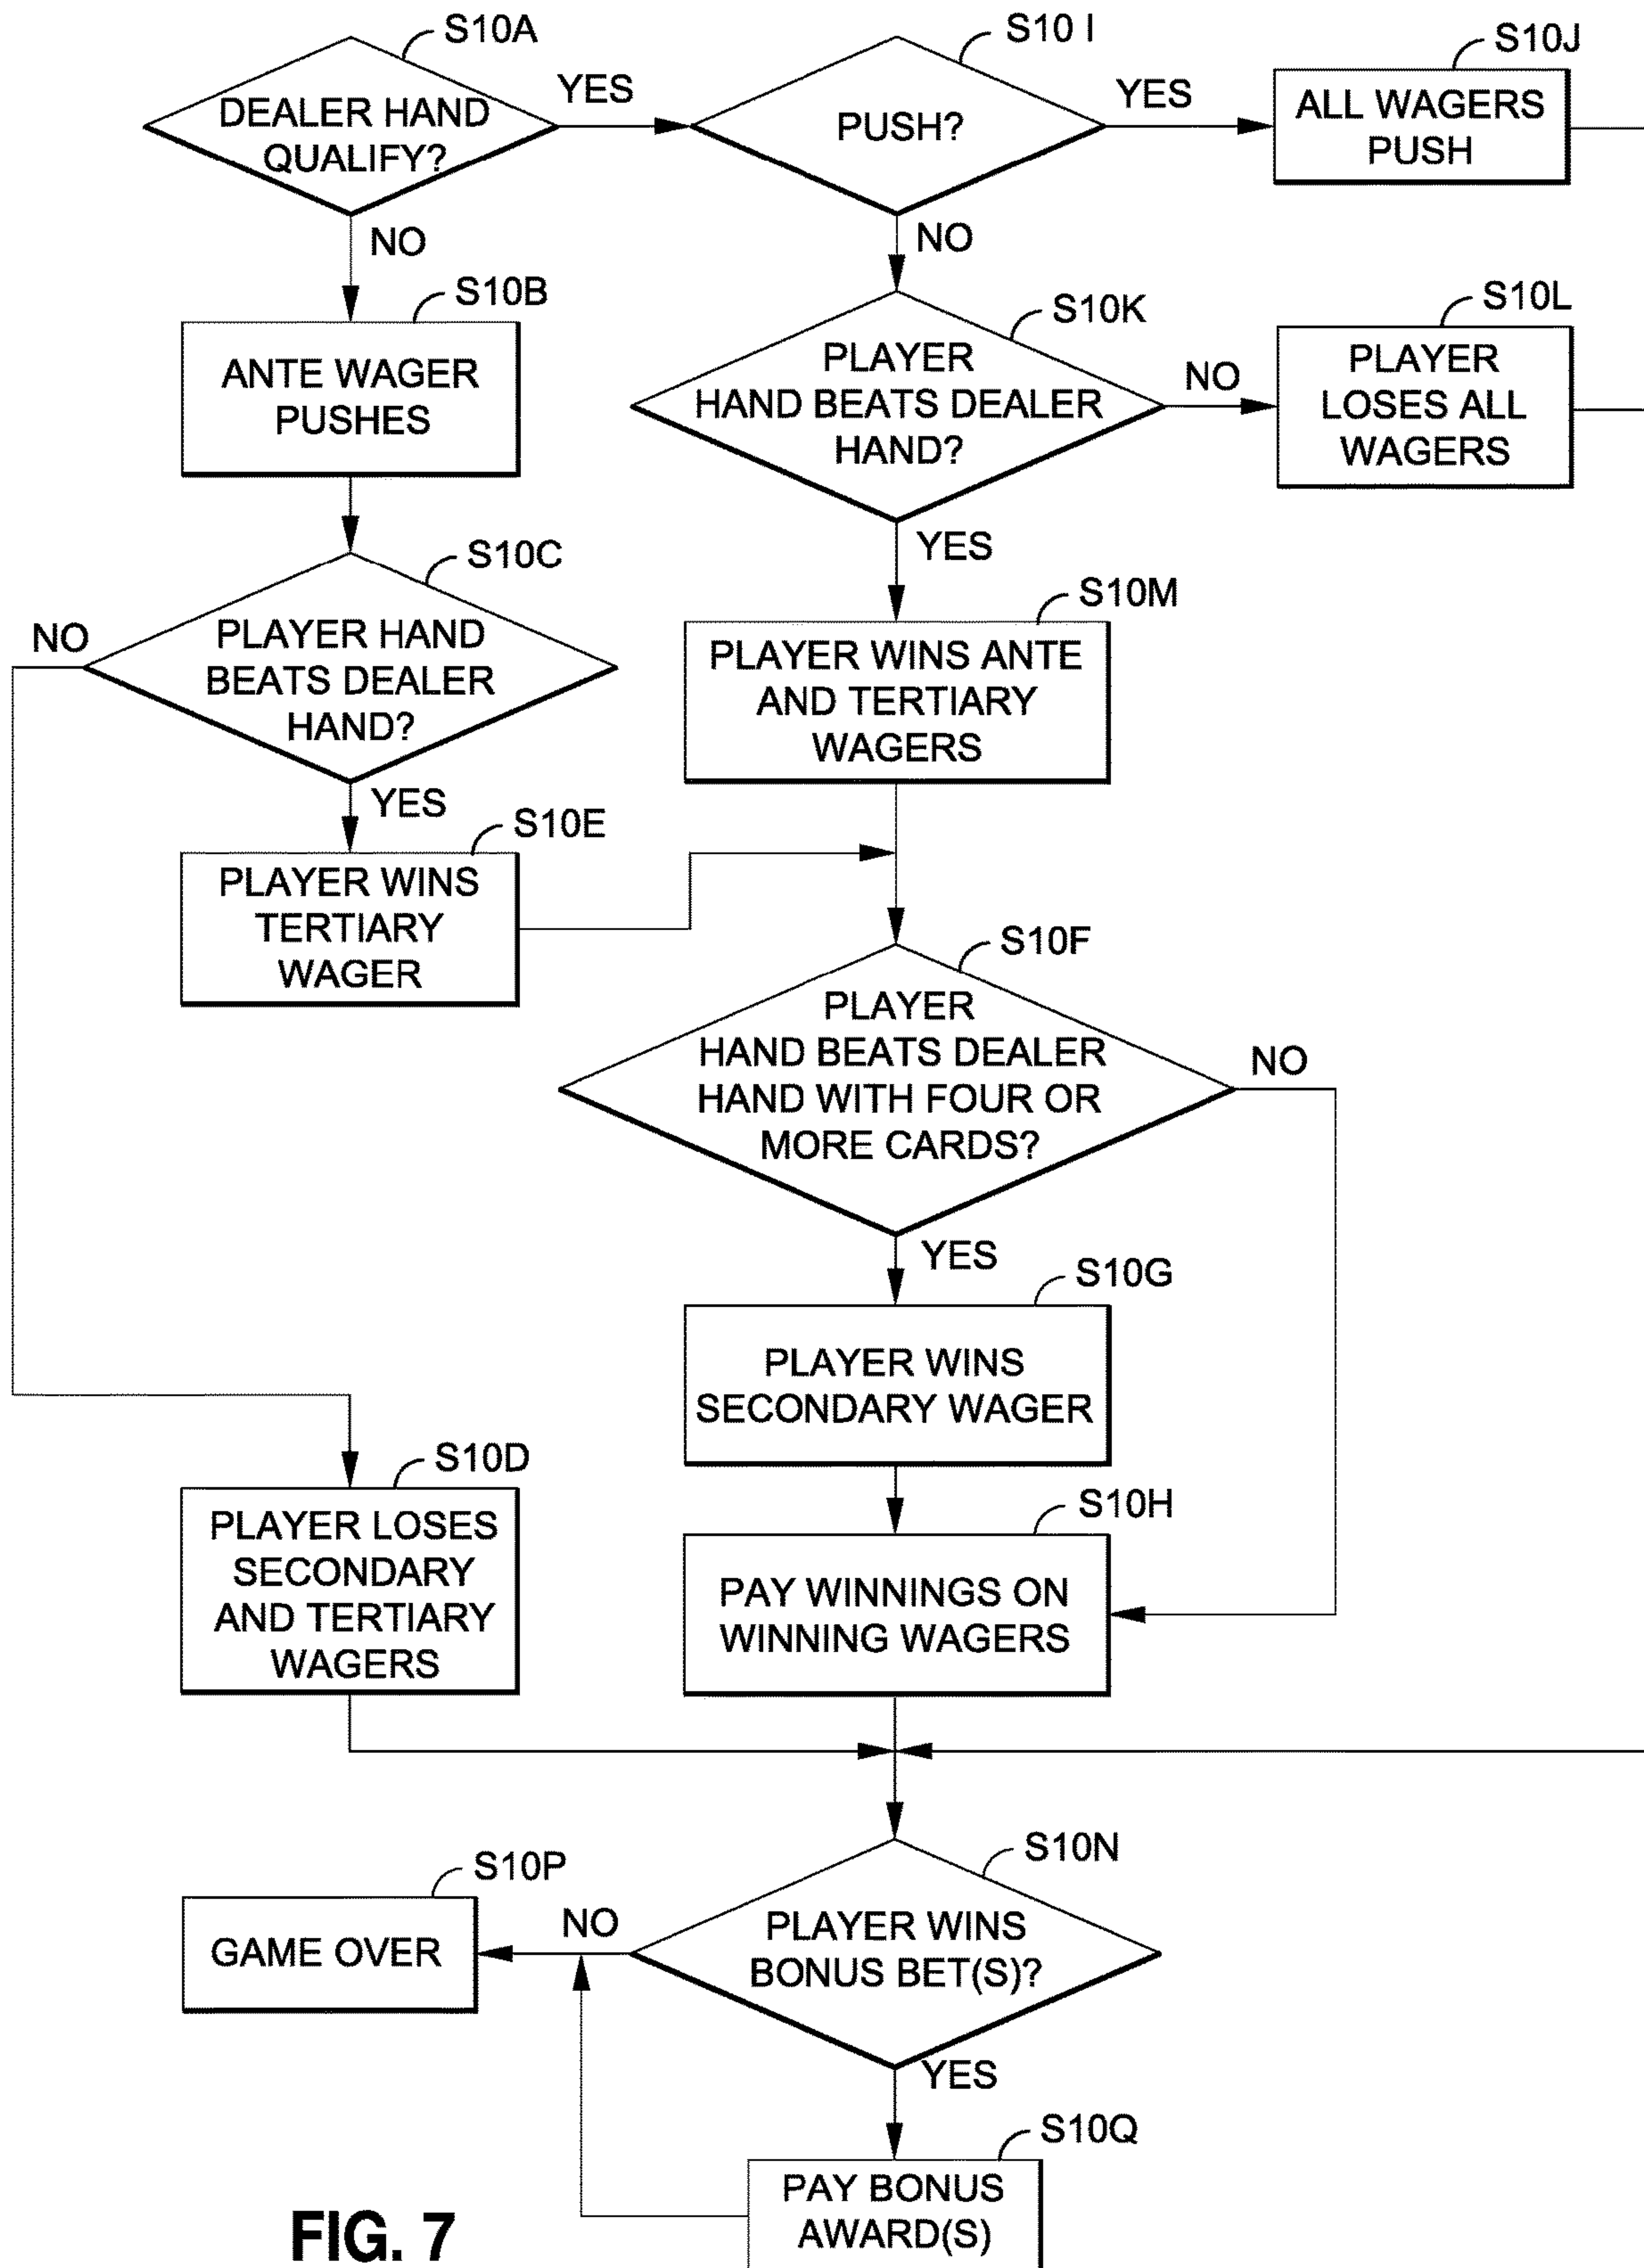 S10A
DEALER HAND
QUALIFY?
YES
NO
S10 I
PUSH?
YES
NO
S10J
ALL WAGERS
PUSH
S10B
ANTE WAGER
PUSHES
S10K
PLAYER
HAND BEATS DEALER
HAND?
NO
YES
S10L
PLAYER
LOSES ALL
WAGERS
S10C
PLAYER HAND
BEATS DEALER
HAND?
NO
YES
S10M
PLAYER WINS ANTE
AND TERTIARY
WAGERS
S10E
PLAYER WINS
TERTIARY
WAGER
S10F
PLAYER
HAND BEATS DEALER
HAND WITH FOUR OR
MORE CARDS?
NO
YES
S10G
PLAYER WINS
SECONDARY WAGER
S10D
PLAYER LOSES
SECONDARY
AND TERTIARY
WAGERS
S10H
PAY WINNINGS ON
WINNING WAGERS
S10N
PLAYER WINS
BONUS BET(S)?
NO
YES
S10P
GAME OVER
S10Q
PAY BONUS
AWARD(S)
FIG. 7